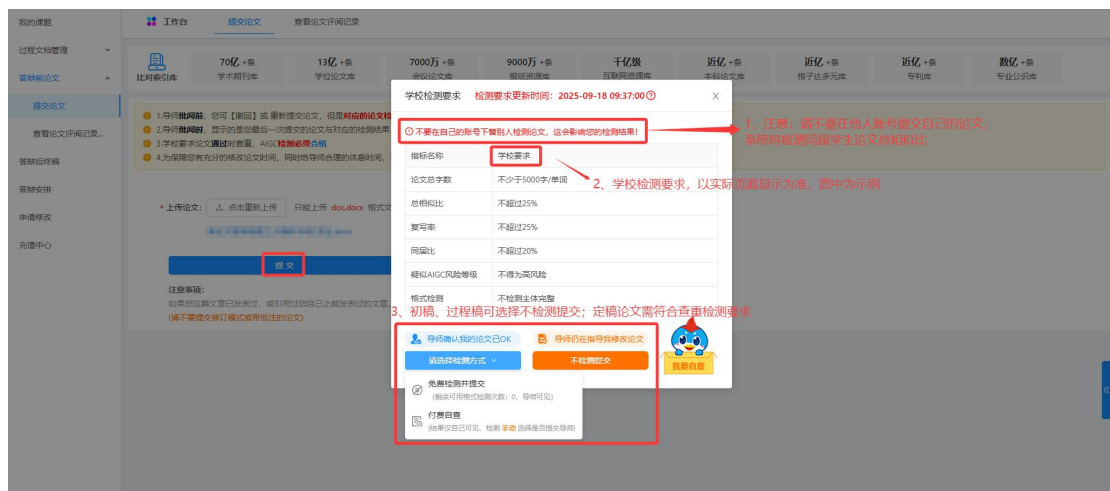 我的课题
工作台 提交论文 查看论文评阅记录
过程文档管理
答辩前论文
提交论文
查看论文评阅记录...
答辩后终稿
答辩安排
申请修改
充值中心
比对索引库
70亿 +条 13亿 +条 7000万 +条 9000万 +条 千亿级 近亿 +条 近亿 +条 近亿 +条 数亿 +条
学术期刊库 学位论文库 会议论文库 报纸资源库 互联网资源库 本科论文库 格子达多元库 专利库 专业公识库
1.导师批阅前，您可【撤回】或 重新提交论文，但是对应的论文检
2.导师批阅时，显示的是您最后一次提交的论文与对应的检测结果
3.学校要求论文通过时查重、AIGC检测必须合格
4.为保障您有充分的修改论文时间，同时给导师合理的休息时间，
* 上传论文: 点击重新上传 只能上传 doc,docx 格式文
提 交
注意事项:
如果您这篇文章已发表过，或引用过您自己之前发表过的文章，
(请不要提交修订模式或带批注的论文)
学校检测要求 检测要求更新时间：2025-09-18 09:37:00
不要在自己的账号下替别人检测论文，这会影响您的检测结果！
指标名称 学校要求
论文总字数 不少于5000字/单词
总相似比 不超过25%
复写率 不超过25%
同届比 不超过20%
疑似AIGC风险等级 不得为高风险
格式检测 不检测主体完整
导师确认我的论文已OK 导师仍在指导我修改论文
请选择检测方式 不检测提交
我要自查
免费检测并提交
(剩余可用格式检测次数：0、导师可见)
付费自查
(结果仅自己可见、检测 手动 选择是否提交导师)
1、注意：请不要在他人账号提交自己的论文，
系统将检测同届学生论文总相似比
2、学校检测要求，以实际页面显示为准，图中为示例
3、初稿、过程稿可选择不检测提交；定稿论文需符合查重检测要求